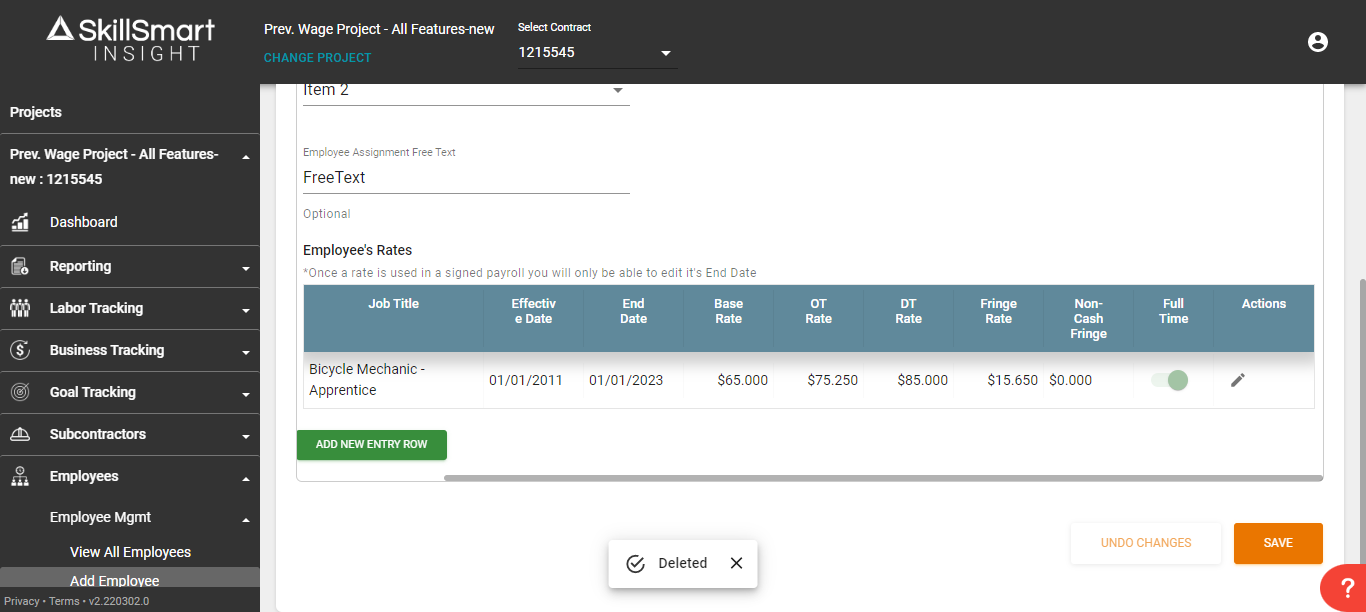 SkillSmart
INSIGHT
Prev. Wage Project - All Features-new
CHANGE PROJECT
Select Contract
1215545
Projects
Prev. Wage Project - All Features-
new : 1215545
Dashboard
Reporting
Labor Tracking
Business Tracking
Goal Tracking
Subcontractors
Employees
Employee Mgmt
View All Employees
Add Employee
Privacy • Terms • v2.220302.0
Item 2
Employee Assignment Free Text
FreeText
Optional
Employee's Rates
*Once a rate is used in a signed payroll you will only be able to edit it's End Date
Job Title
Effectiv
e Date
End
Date
Base
Rate
OT
Rate
DT
Rate
Fringe
Rate
Non-
Cash
Fringe
Full
Time
Actions
Bicycle Mechanic -
Apprentice
01/01/2011
01/01/2023
$65.000
$75.250
$85.000
$15.650
$0.000
ADD NEW ENTRY ROW
UNDO CHANGES
SAVE
Deleted
?